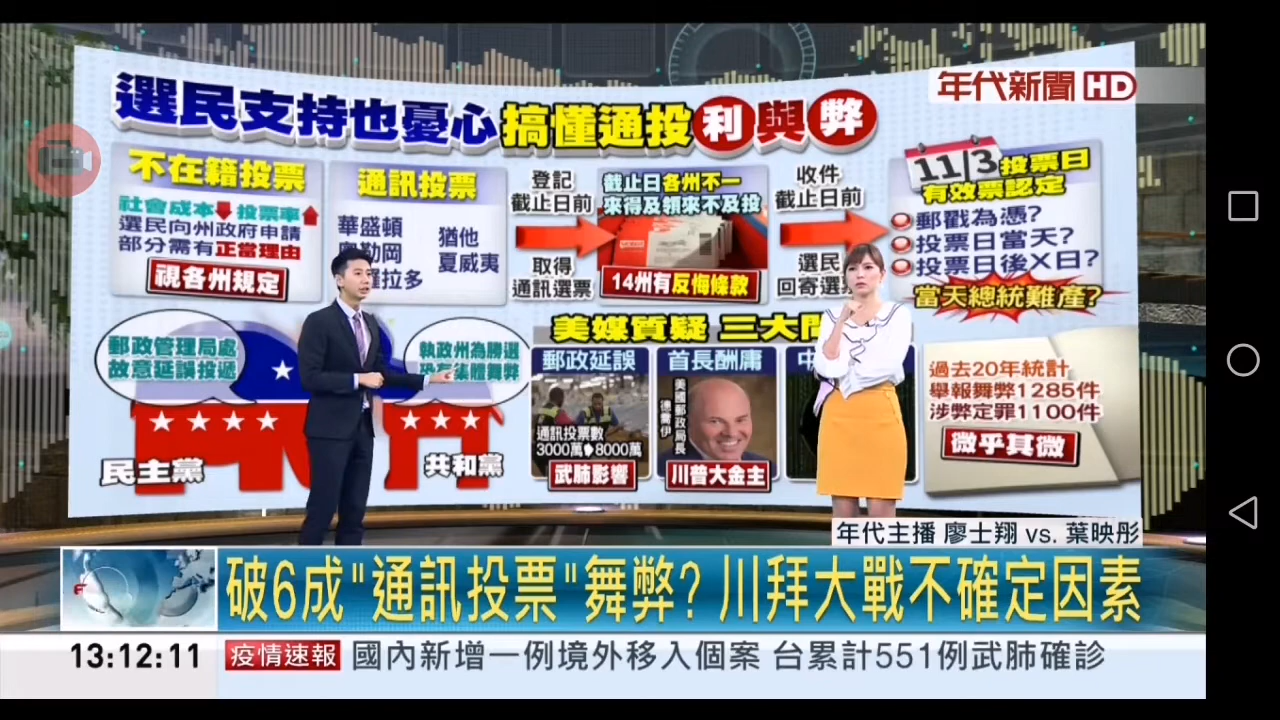 年代新聞 HD
選民支持也憂心 搞懂通投 利與弊
不在籍投票
社會成本 投票率
選民向州政府申請
部分需有正當理由
視各州規定
通訊投票
華盛頓
猶他
夏威夷
登記
截止日前
取得
通訊選票
截止日各州不一
來得及領來不及投
14州有反悔條款
收件
截止日前
選民
回寄選
11/3 投票日
有效票認定
郵戳為憑?
投票日當天?
投票日後X日?
當天總統難產?
郵政管理局處
故意延誤投遞
民主黨
執政州為勝選
集體舞弊
共和黨
美媒質疑 三大
郵政延誤
通訊投票數
3000萬 8000萬
武肺影響
首長酬庸
美國郵政局長
德喬伊
川普大金主
中
過去20年統計
舉報舞弊1285件
涉弊定罪1100件
微乎其微
年代主播 廖士翔 vs. 葉映彤
破6成"通訊投票"舞弊? 川拜大戰不確定因素
13:12:11 疫情速報 國內新增一例境外移入個案 台累計551例武肺確診